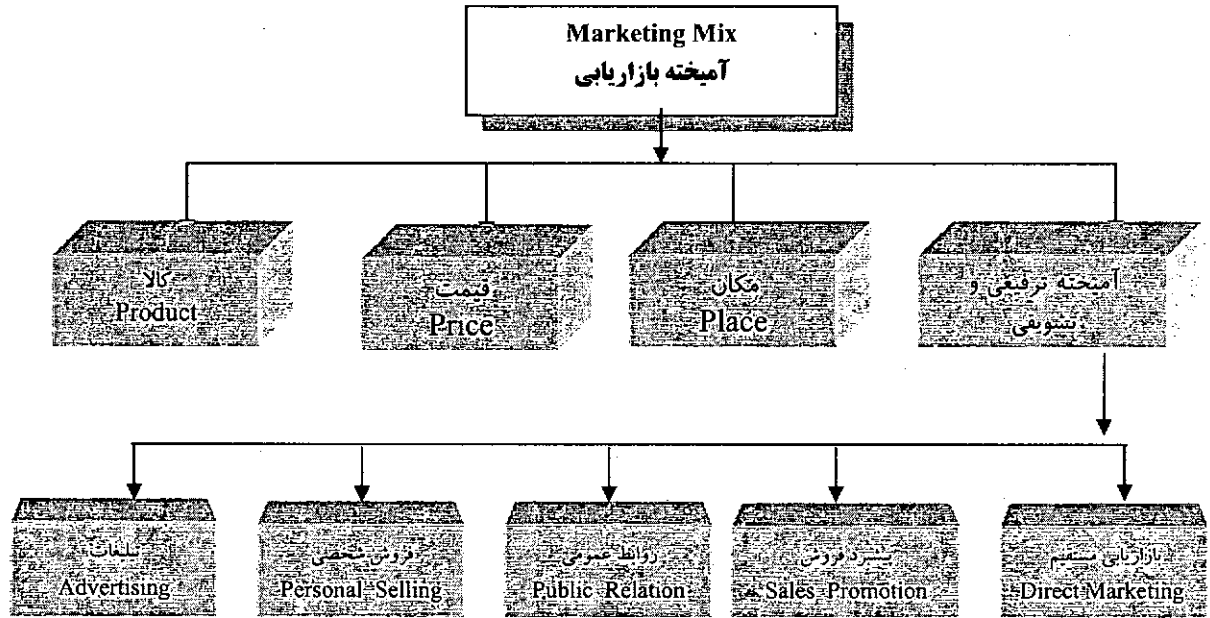 Marketing Mix
آمیخته بازاریابی
کالا
Product
قیمت
Price
مکان
Place
آمیخته ترفیعی و
تشویقی
تبلیغات
Advertising
فروش شخصی
Personal Selling
روابط عمومی
Public Relation
پیشبرد فروش
Sales Promotion
بازاریابی مستقیم
Direct Marketing